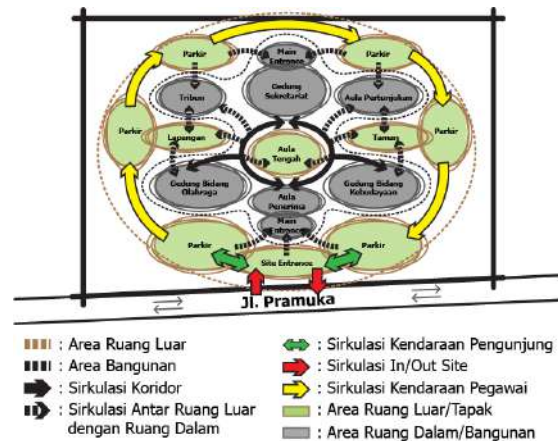 Parkir
Main
Entrance
Parkir
Gedung
Sekretariat
Tribun
Aula Pertunjukan
Parkir
Lapangan
Aula
Tengah
Taman
Parkir
Gedung Bidang
Olahraga
Aula
Penerima
Gedung Bidang
Kebudayaan
Main
Entrance
Parkir
Site Entrance
Parkir
Jl. Pramuka
: Area Ruang Luar
: Area Bangunan
: Sirkulasi Koridor
: Sirkulasi Antar Ruang Luar
dengan Ruang Dalam
: Sirkulasi Kendaraan Pengunjung
: Sirkulasi In/Out Site
: Sirkulasi Kendaraan Pegawai
: Area Ruang Luar/Tapak
: Area Ruang Dalam/Bangunan